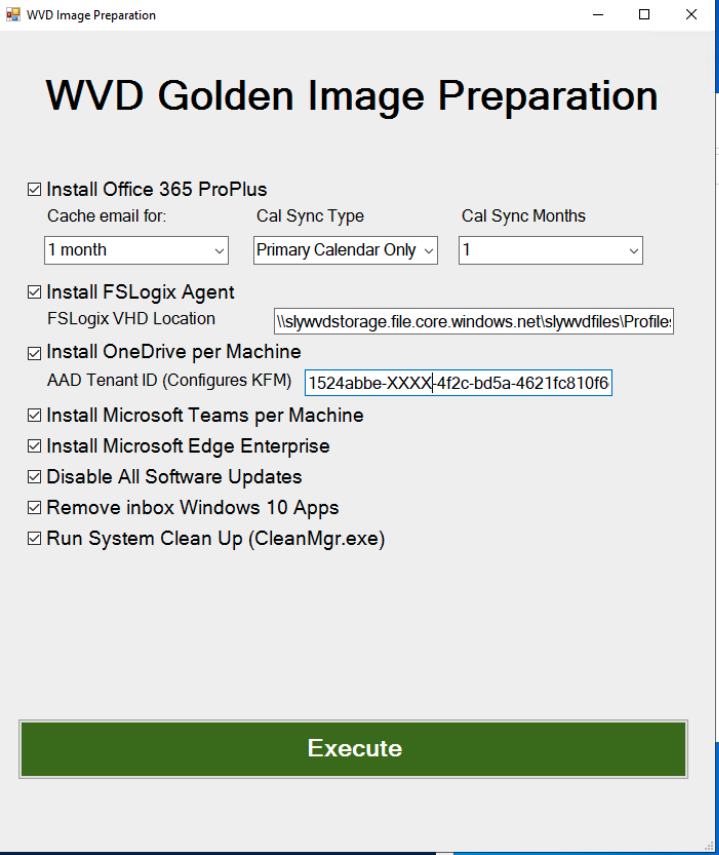 WVD Image Preparation
WVD Golden Image Preparation
Install Office 365 ProPlus
Cache email for: Cal Sync Type Cal Sync Months
1 month Primary Calendar Only 1
Install FSLogix Agent
FSLogix VHD Location \\slywvdstorage.file.core.windows.net\slywvdfiles\Profiles
Install OneDrive per Machine
AAD Tenant ID (Configures KFM) 1524abbe-XXXX-4f2c-bd5a-4621fc810f6
Install Microsoft Teams per Machine
Install Microsoft Edge Enterprise
Disable All Software Updates
Remove inbox Windows 10 Apps
Run System Clean Up (CleanMgr.exe)
Execute